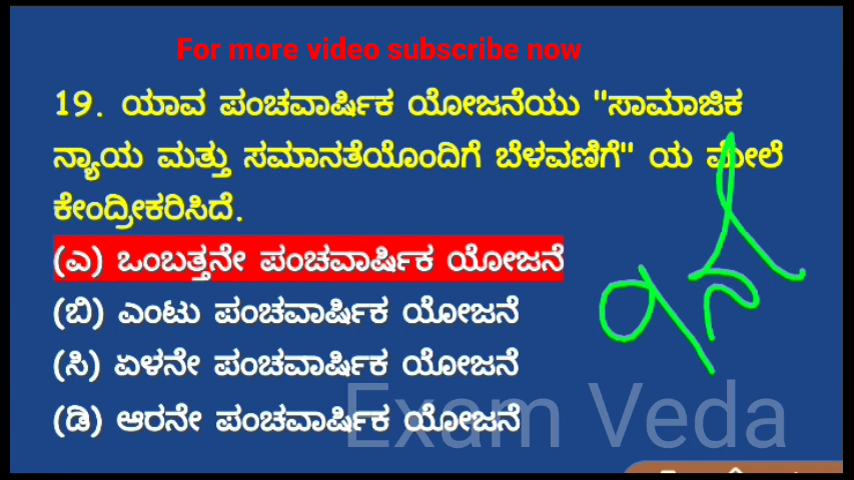 For more video subscribe now
19. ಯಾವ ಪಂಚವಾರ್ಷಿಕ ಯೋಜನೆಯು "ಸಾಮಾಜಿಕ
ನ್ಯಾಯ ಮತ್ತು ಸಮಾನತೆಯೊಂದಿಗೆ ಬೆಳವಣಿಗೆ" ಯ ಮೇಲೆ
ಕೇಂದ್ರೀಕರಿಸಿದೆ.
(ಎ) ಒಂಬತ್ತನೇ ಪಂಚವಾರ್ಷಿಕ ಯೋಜನೆ
(ಬಿ) ಎಂಟು ಪಂಚವಾರ್ಷಿಕ ಯೋಜನೆ
(ಸಿ) ಏಳನೇ ಪಂಚವಾರ್ಷಿಕ ಯೋಜನೆ
(ಡಿ) ಆರನೇ ಪಂಚವಾರ್ಷಿಕ ಯೋಜನೆ
Exam Veda